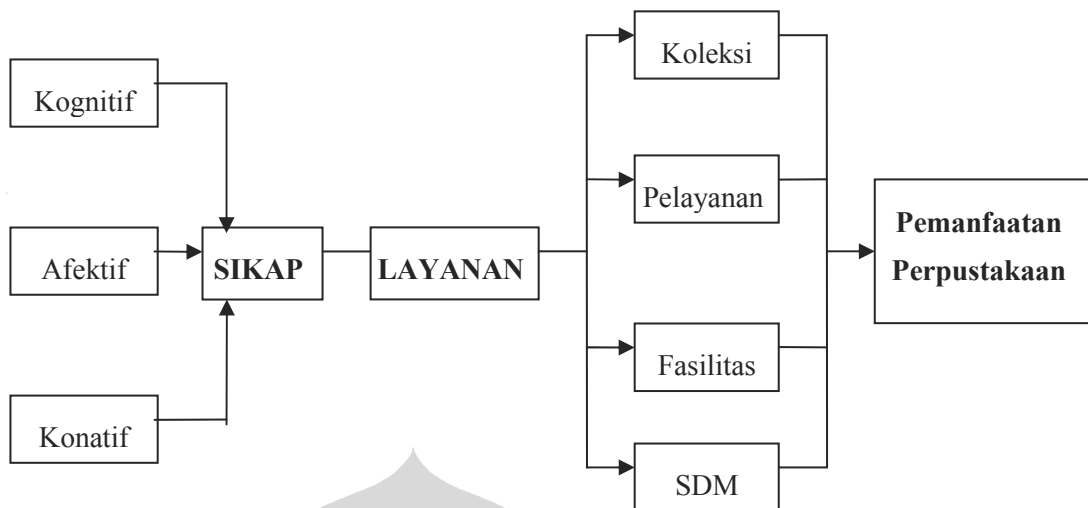 Kognitif
Afektif
Konatif
SIKAP
LAYANAN
Koleksi
Pelayanan
Fasilitas
SDM
Pemanfaatan
Perpustakaan